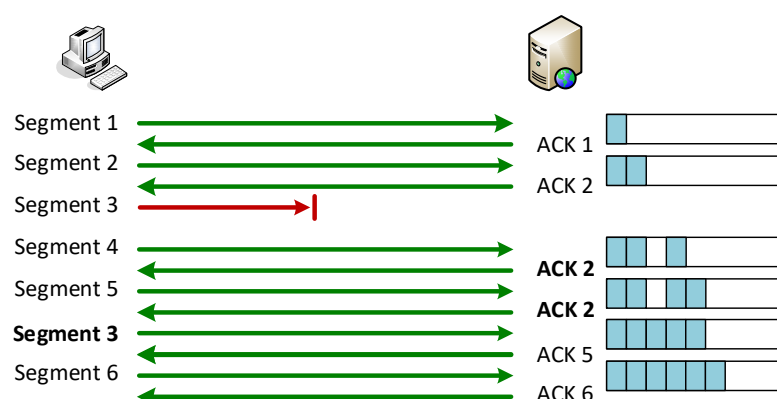 Segment 1
ACK 1
Segment 2
ACK 2
Segment 3
Segment 4
ACK 2
Segment 5
ACK 2
Segment 3
ACK 5
Segment 6
ACK 6